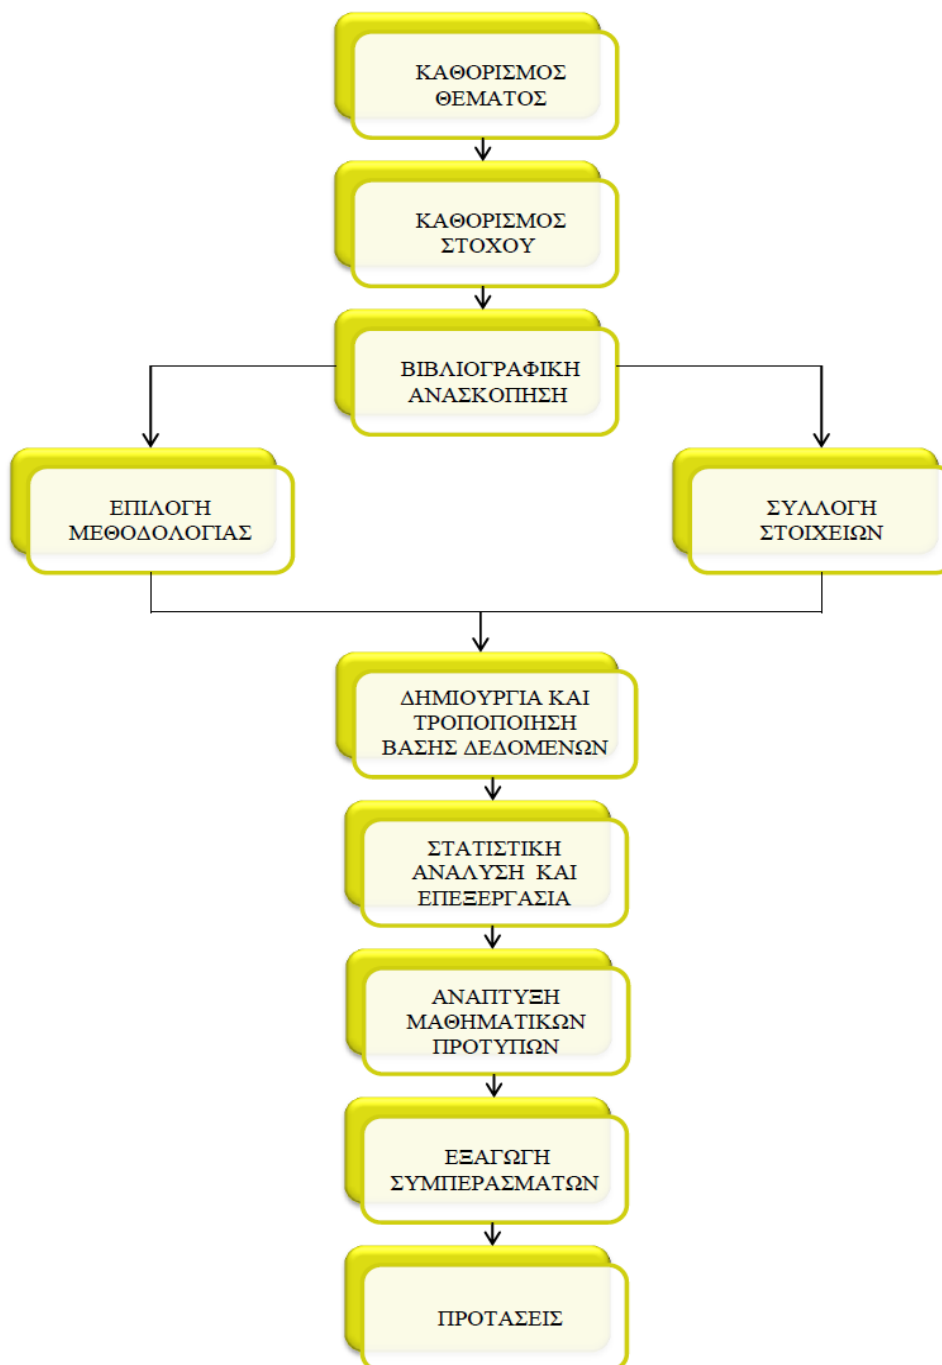 ΚΑΘΟΡΙΣΜΟΣ
ΘΕΜΑΤΟΣ
ΚΑΘΟΡΙΣΜΟΣ
ΣΤΟΧΟΥ
ΒΙΒΛΙΟΓΡΑΦΙΚΗ
ΑΝΑΣΚΟΠΗΣΗ
ΕΠΙΛΟΓΗ
ΜΕΘΟΔΟΛΟΓΙΑΣ
ΣΥΛΛΟΓΗ
ΣΤΟΙΧΕΙΩΝ
ΔΗΜΙΟΥΡΓΙΑ ΚΑΙ
ΤΡΟΠΟΠΟΙΗΣΗ
ΒΑΣΗΣ ΔΕΔΟΜΕΝΩΝ
ΣΤΑΤΙΣΤΙΚΗ
ΑΝΑΛΥΣΗ ΚΑΙ
ΕΠΕΞΕΡΓΑΣΙΑ
ΑΝΑΠΤΥΞΗ
ΜΑΘΗΜΑΤΙΚΩΝ
ΠΡΟΤΥΠΩΝ
ΕΞΑΓΩΓΗ
ΣΥΜΠΕΡΑΣΜΑΤΩΝ
ΠΡΟΤΑΣΕΙΣ